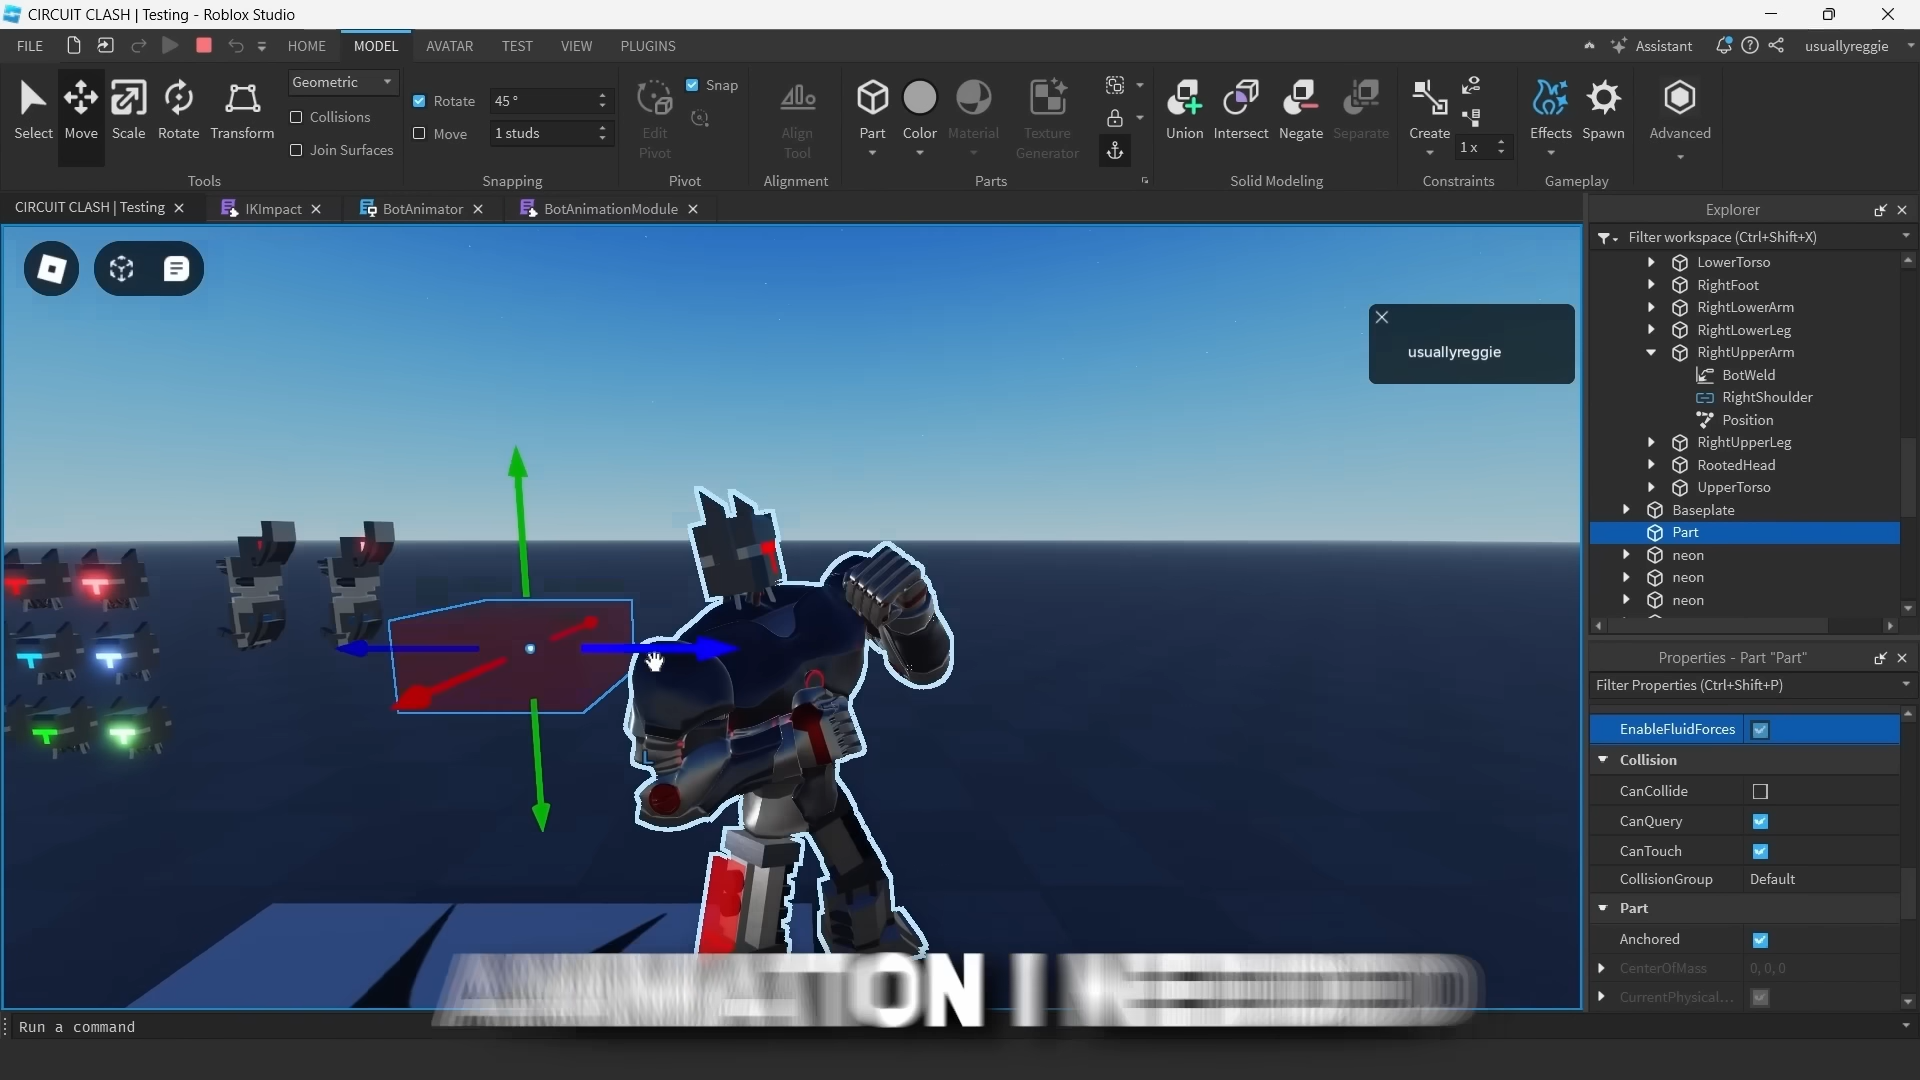 CIRCUIT CLASH | Testing - Roblox Studio
FILE HOME MODEL AVATAR TEST VIEW PLUGINS Assistant usuallyreggie
Select Move Scale Rotate Transform
Geometric
Collisions
Join Surfaces
Tools
Rotate 45 °
Move 1 studs
Snapping
Edit
Pivot
Snap
Pivot
Align
Tool
Alignment
Part Color Material Texture
Generator
Parts
Union Intersect Negate Separate
Solid Modeling
Create
1 x
Constraints
Effects Spawn
Gameplay
Advanced
CIRCUIT CLASH | Testing IKImpact BotAnimator BotAnimationModule
usuallyreggie
L
Explorer
Filter workspace (Ctrl+Shift+X)
LowerTorso
RightFoot
RightLowerArm
RightLowerLeg
RightUpperArm
BotWeld
RightShoulder
Position
RightUpperLeg
RootedHead
UpperTorso
Baseplate
Part
neon
neon
neon
Properties - Part "Part"
Filter Properties (Ctrl+Shift+P)
EnableFluidForces
Collision
CanCollide
CanQuery
CanTouch
CollisionGroup Default
Part
Anchored
CenterOfMass 0, 0, 0
CurrentPhysical...
Run a command